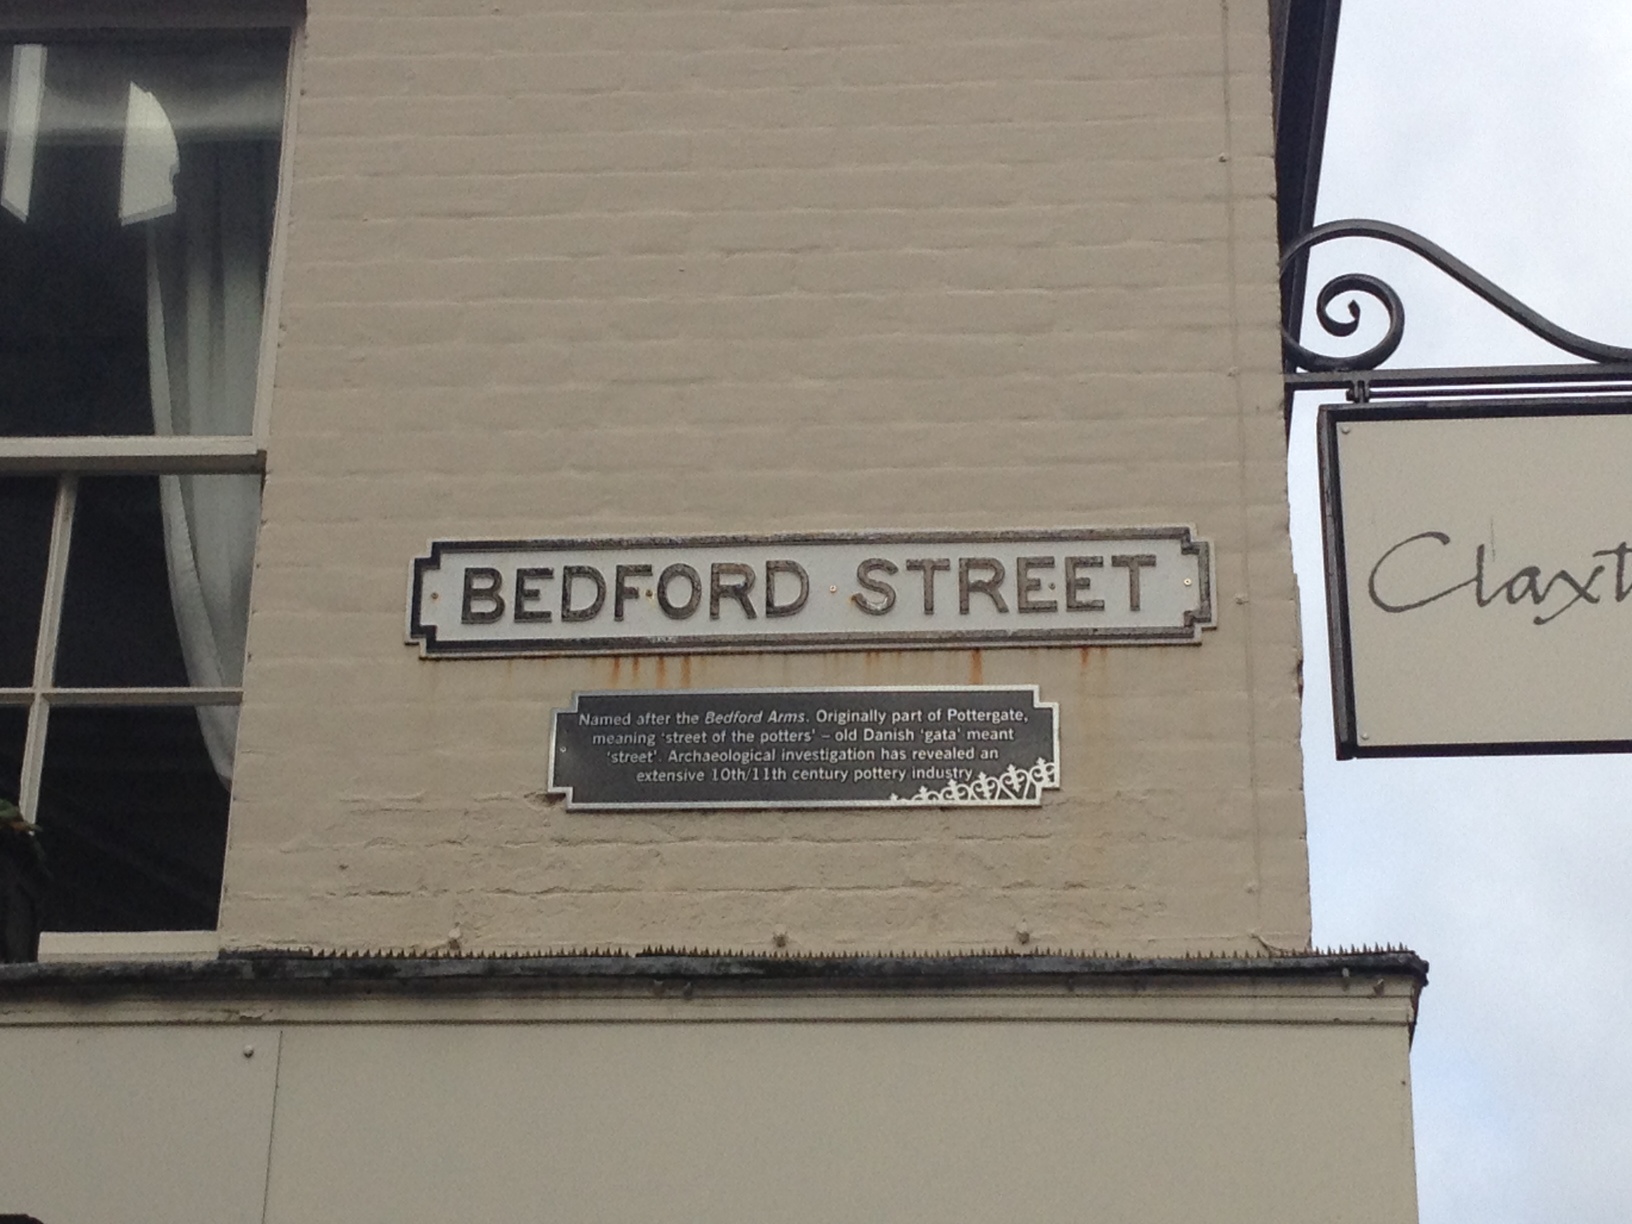 BEDFORD STREET
Named after the Bedford Arms. Originally part of Pottergate,
meaning 'street of the potters' – old Danish 'gata' meant
'street'. Archaeological investigation has revealed an
extensive 10th/11th century pottery industry
Claxt